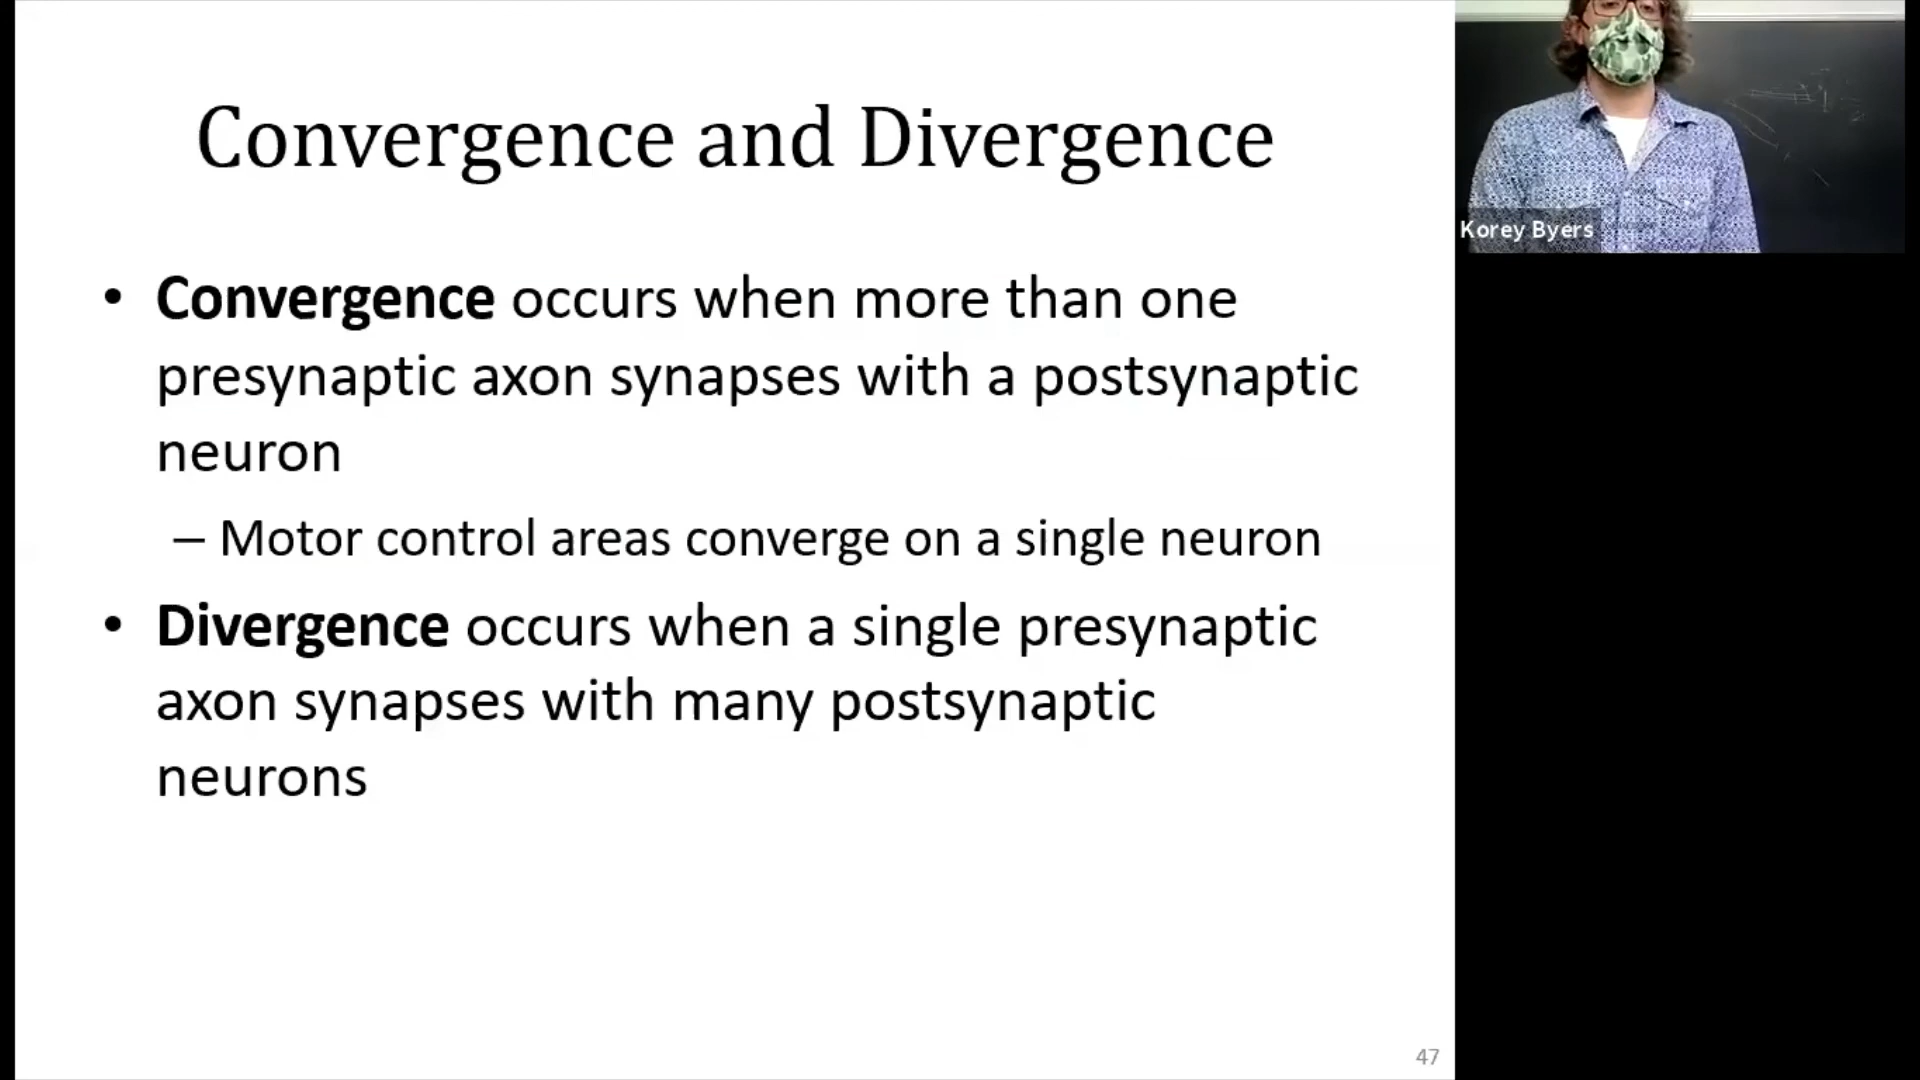 Convergence and Divergence
• Convergence occurs when more than one
presynaptic axon synapses with a postsynaptic
neuron
– Motor control areas converge on a single neuron
• Divergence occurs when a single presynaptic
axon synapses with many postsynaptic
neurons
47
Korey Byers